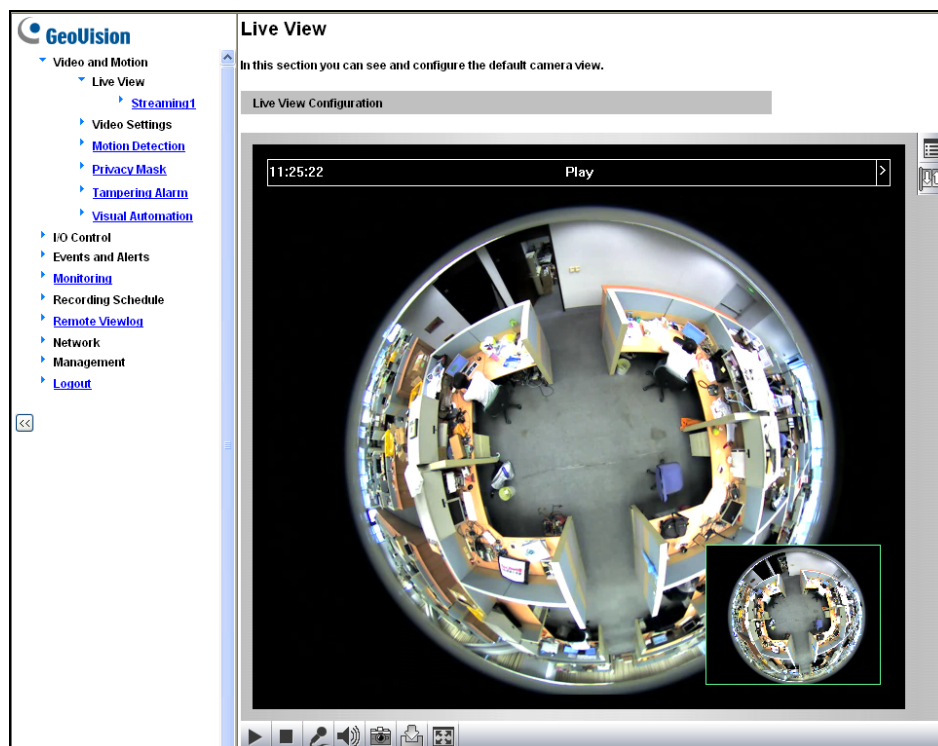 GeoVision
Video and Motion
Live View
Streaming1
Video Settings
Motion Detection
Privacy Mask
Tampering Alarm
Visual Automation
I/O Control
Events and Alerts
Monitoring
Recording Schedule
Remote Viewlog
Network
Management
Logout
<<
Live View
In this section you can see and configure the default camera view.
Live View Configuration
11:25:22 Play >